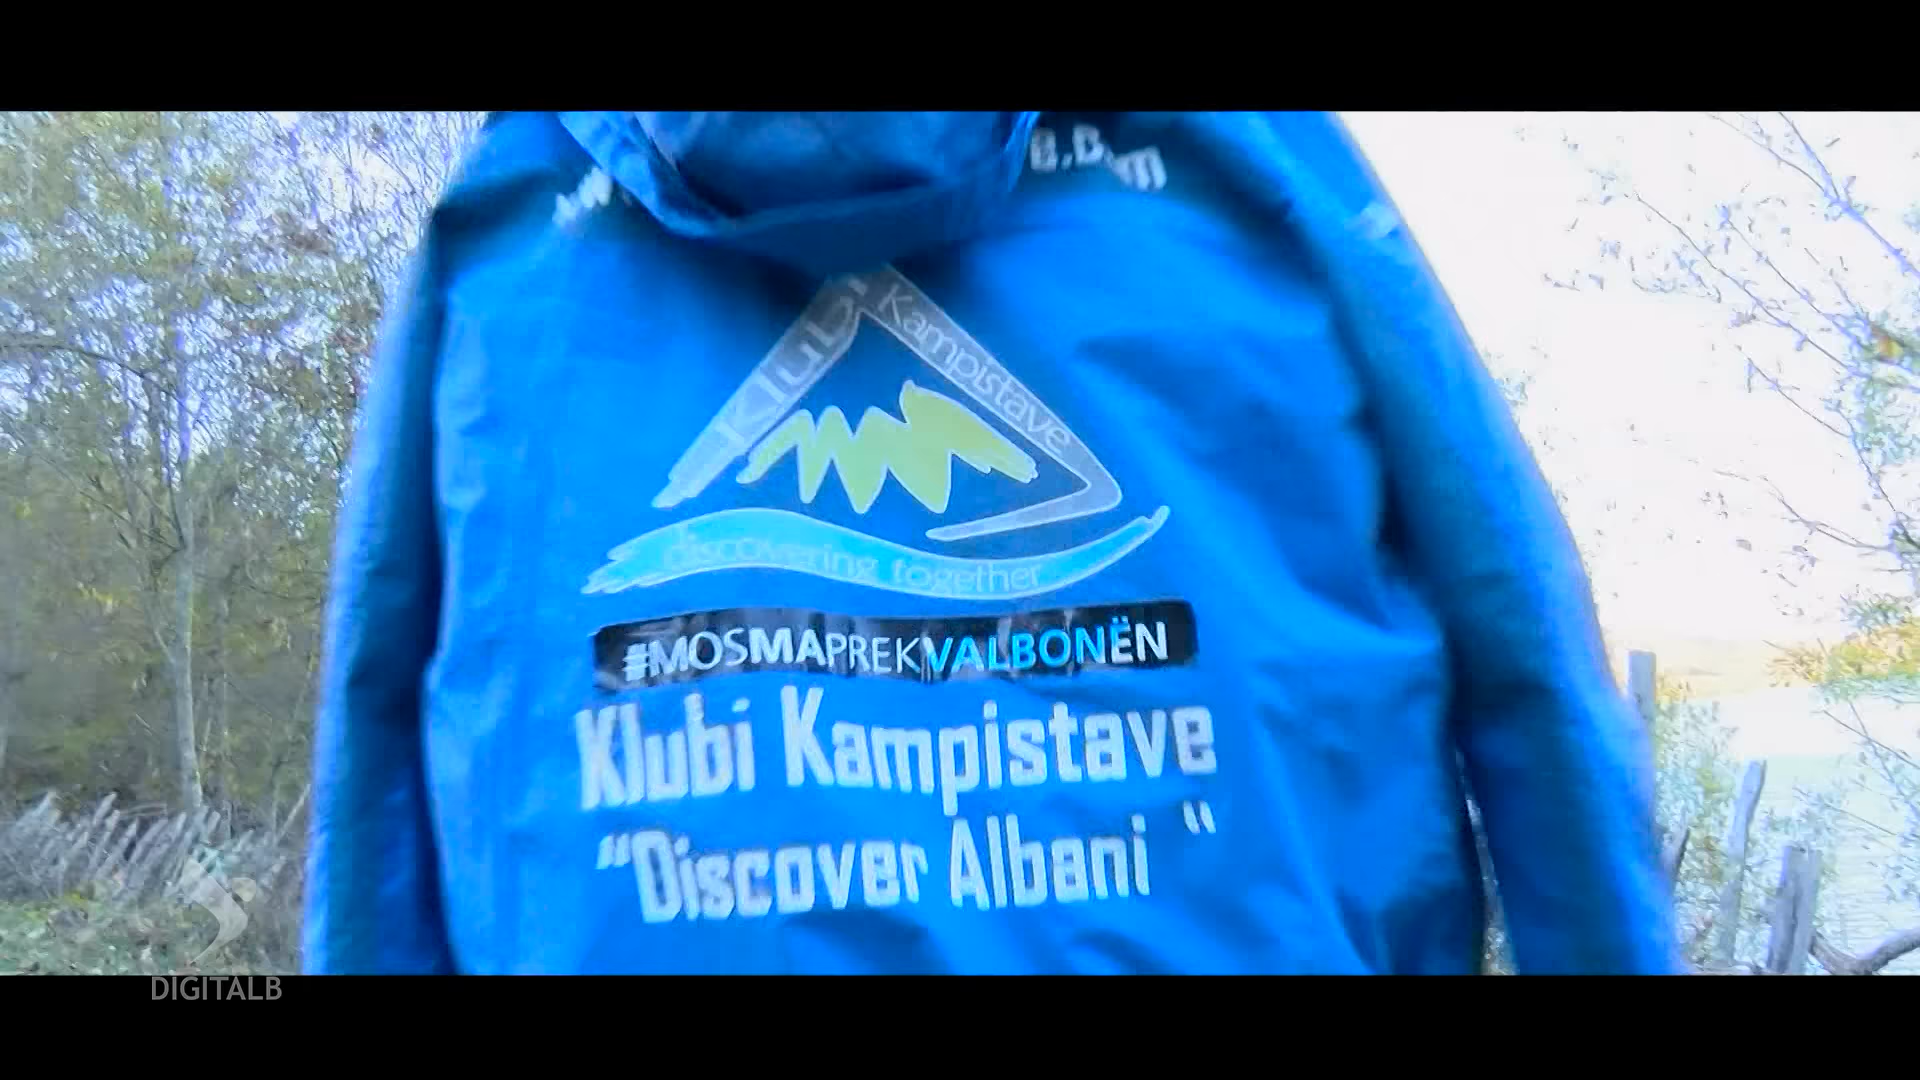 Klubi Kampistave
discovering together
#MOSMAPREKVALBONËN
Klubi Kampistave
“Discover Albani “
DIGITALB